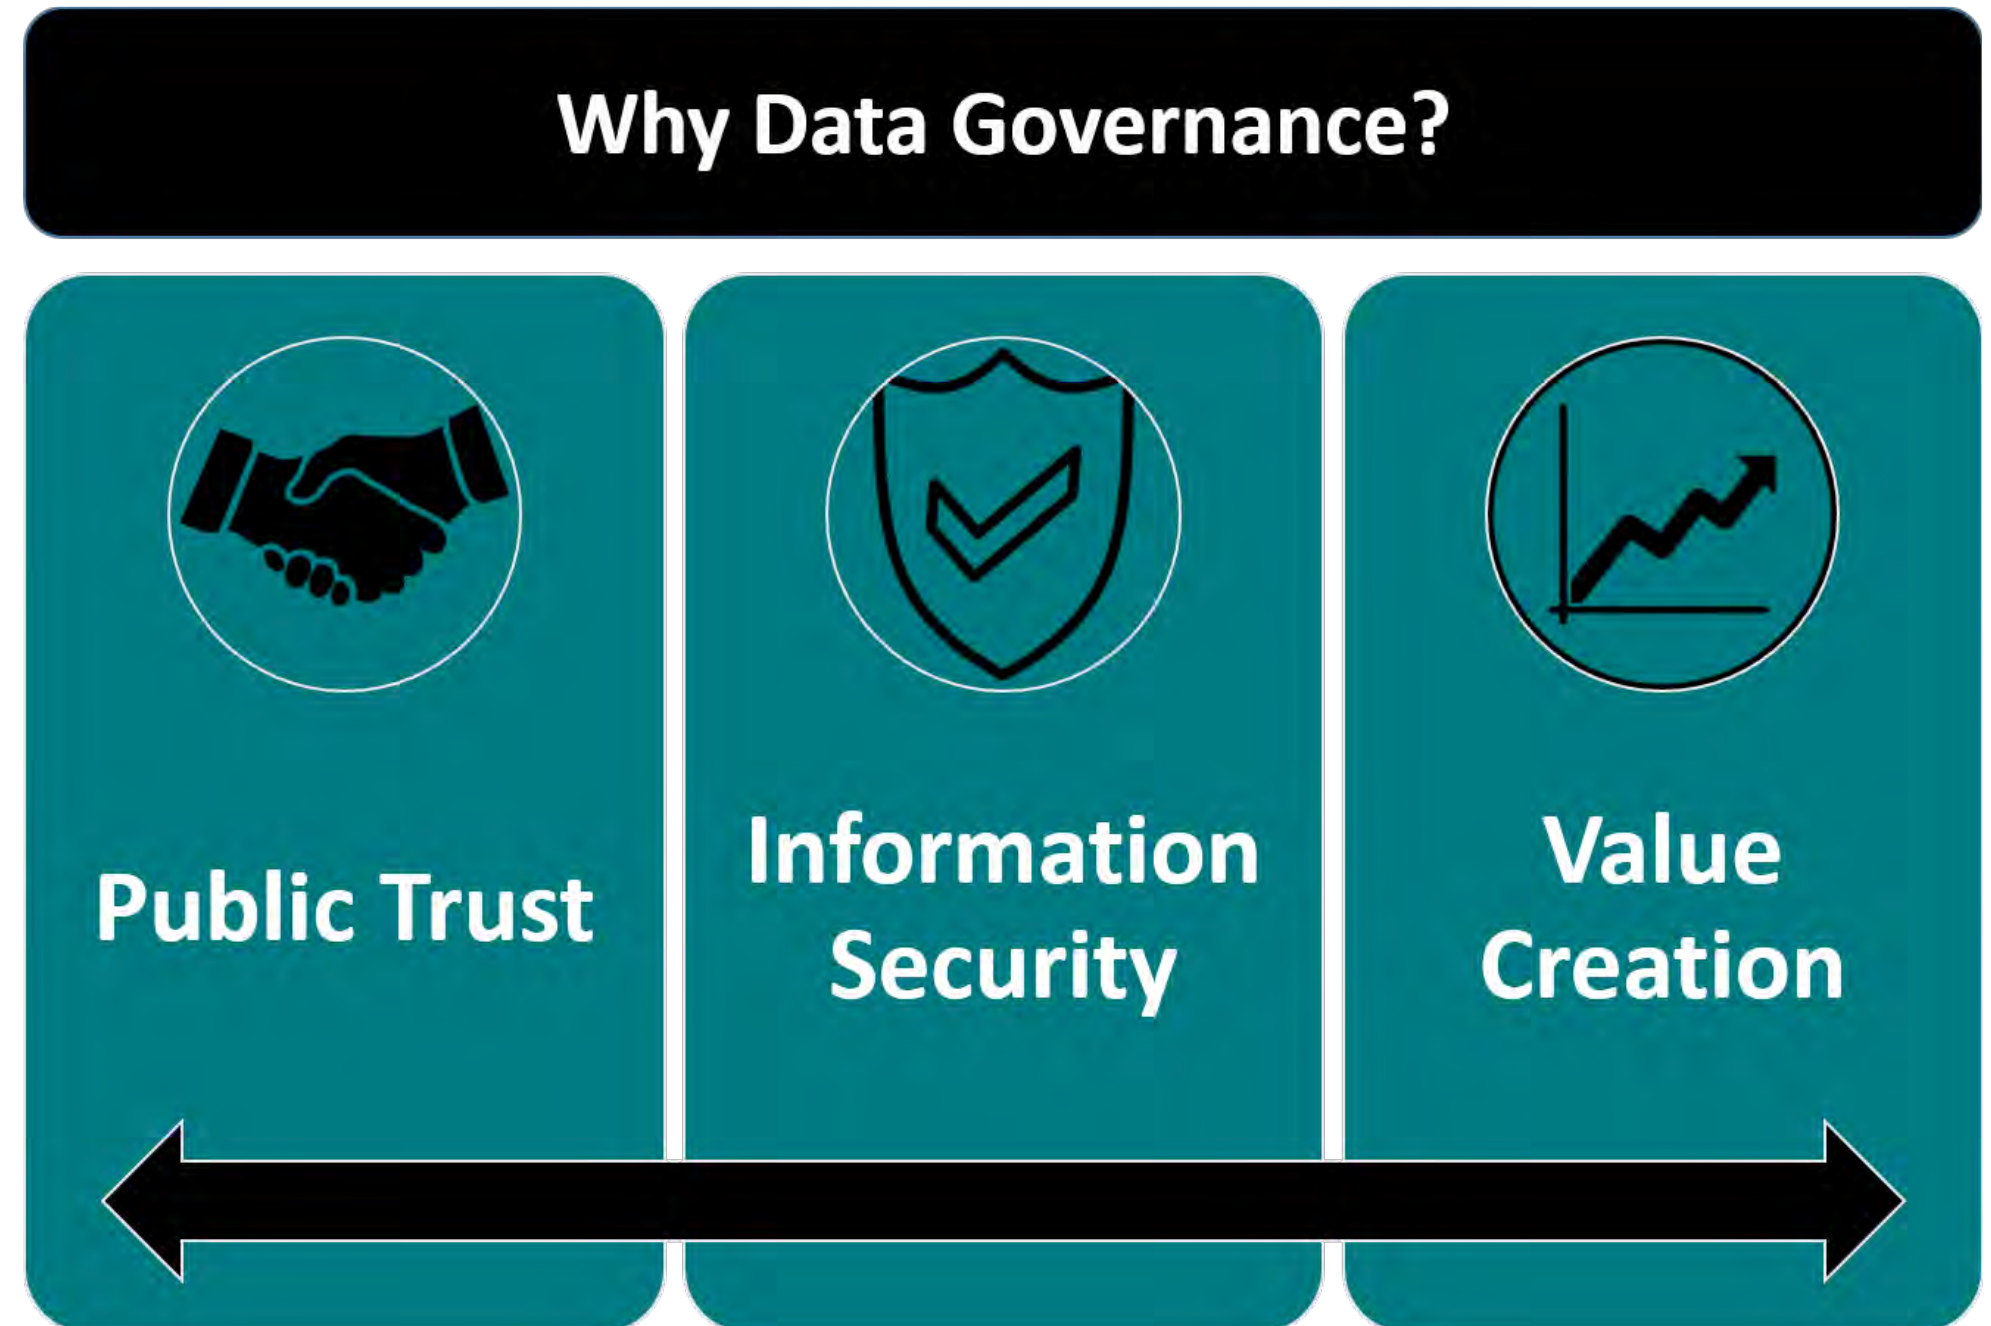 Why Data Governance?
Public Trust
Information
Security
Value
Creation